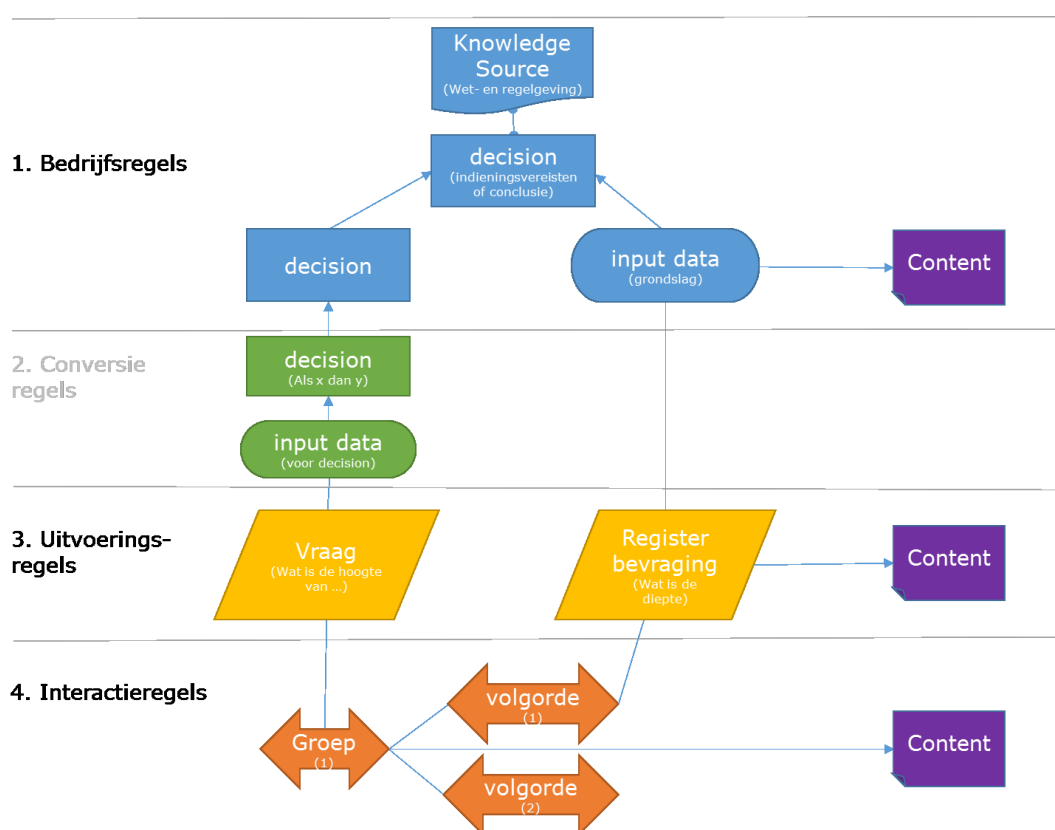 Knowledge
Source
(Wet- en regelgeving)
1. Bedrijfsregels
decision
(indieningsvereisten
of conclusie)
decision
input data
(grondslag)
Content
2. Conversie
regels
decision
(Als x dan y)
input data
(voor decision)
3. Uitvoerings-
regels
Vraag
(Wat is de hoogte
van ...)
Register
bevraging
(Wat is de
diepte)
Content
4. Interactieregels
volgorde
(1)
Groep
(1)
Content
volgorde
(2)